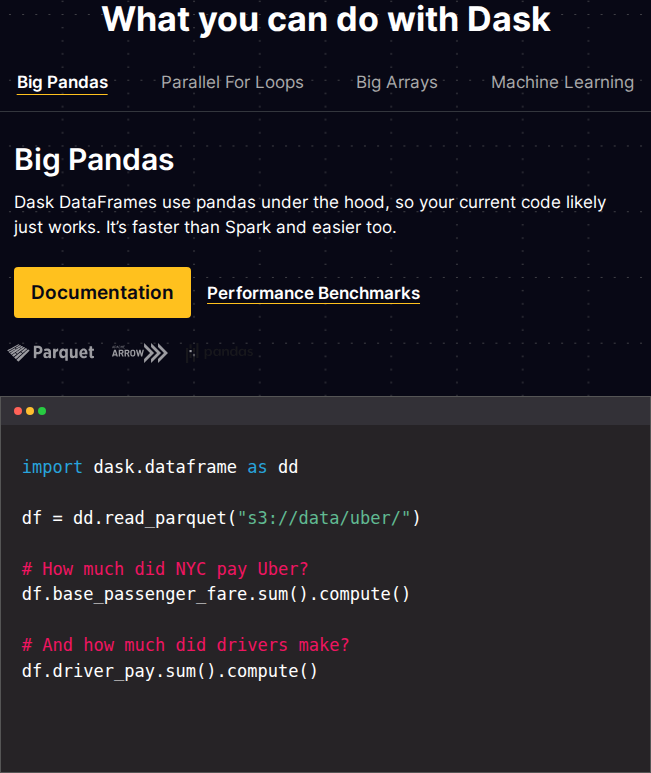 What you can do with Dask
Big Pandas Parallel For Loops Big Arrays Machine Learning
Big Pandas
Dask DataFrames use pandas under the hood, so your current code likely
just works. It’s faster than Spark and easier too.
Documentation Performance Benchmarks
Parquet ARROW pandas
import dask.dataframe as dd
df = dd.read_parquet("s3://data/uber/")
# How much did NYC pay Uber?
df.base_passenger_fare.sum().compute()
# And how much did drivers make?
df.driver_pay.sum().compute()